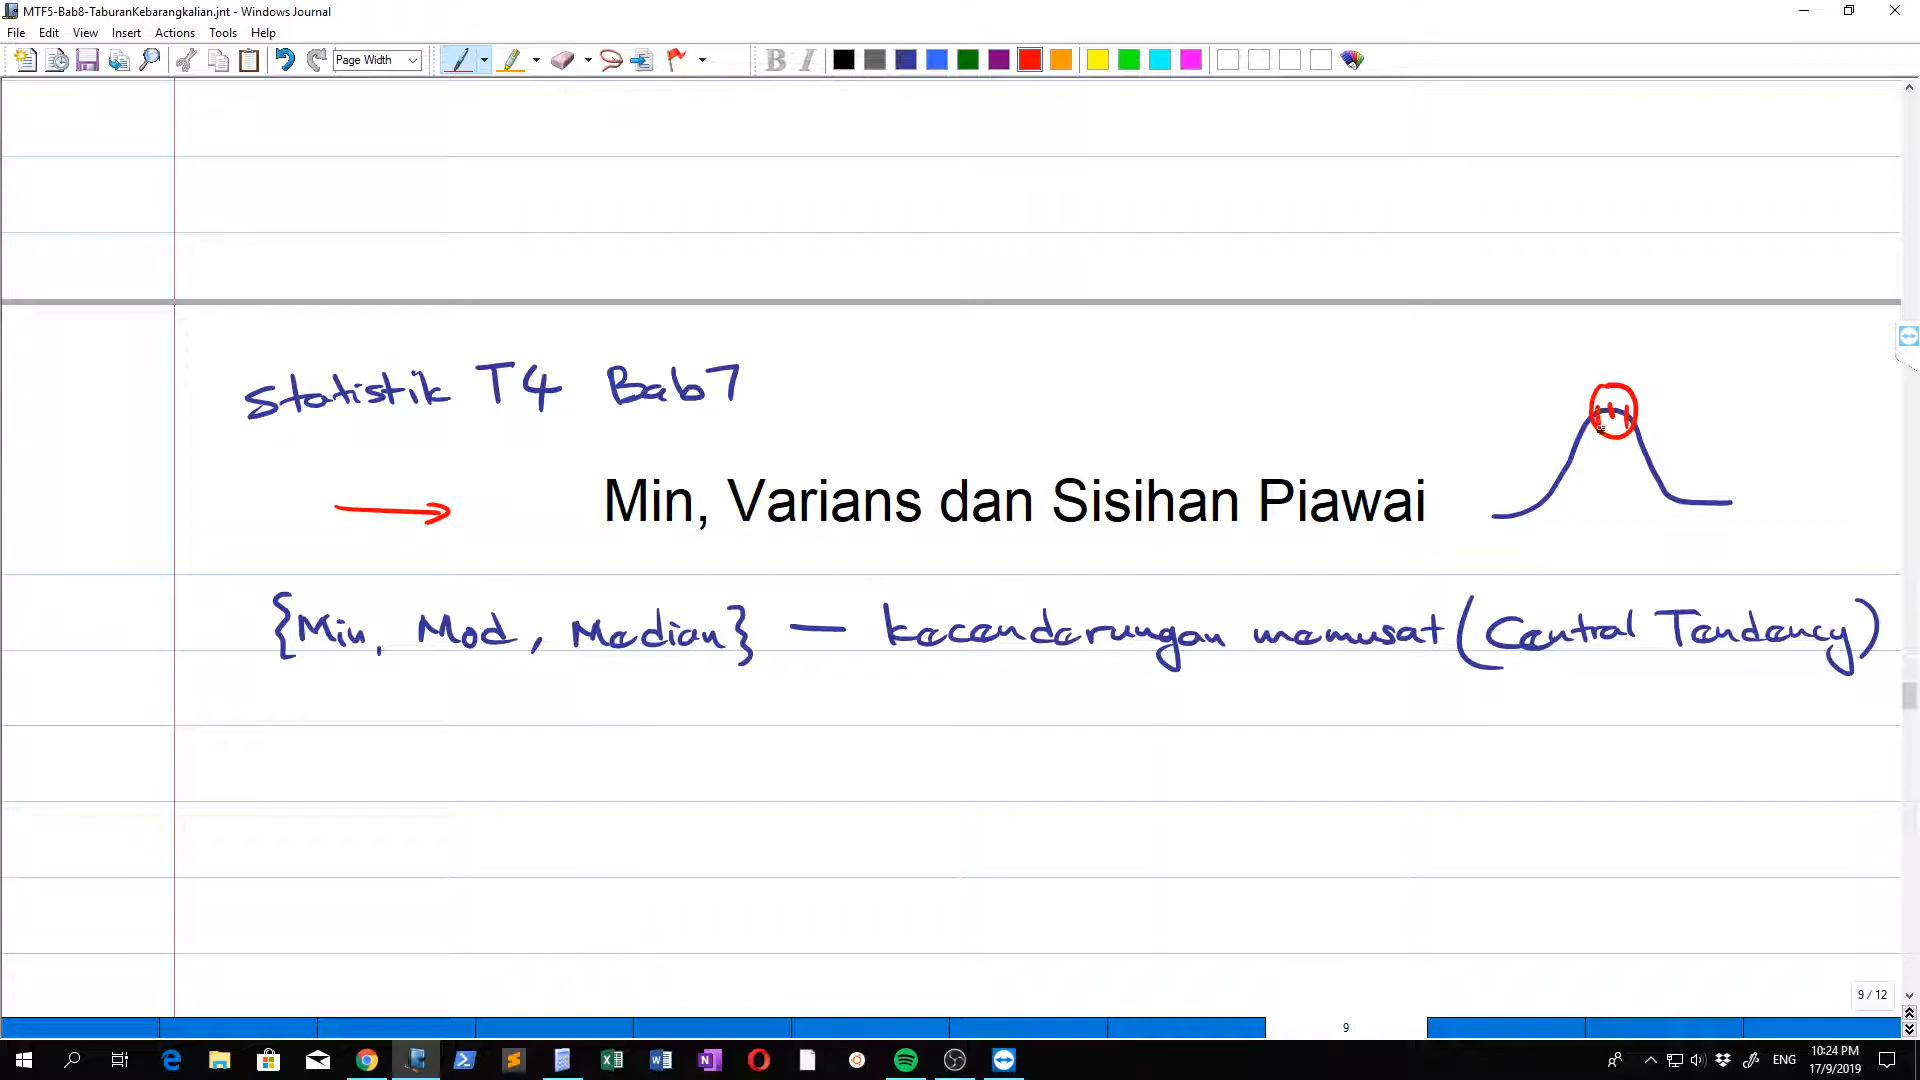 MTF5-Bab8-TaburanKebarangkalian.jnt - Windows Journal
File Edit View Insert Actions Tools Help
Page Width B I
Statistik T4 Bab7
Min, Varians dan Sisihan Piawai
{Min, Mod, Median} — kecenderungan memusat (Central Tendency)
9 / 12
9
ENG 10:24 PM
17/9/2019